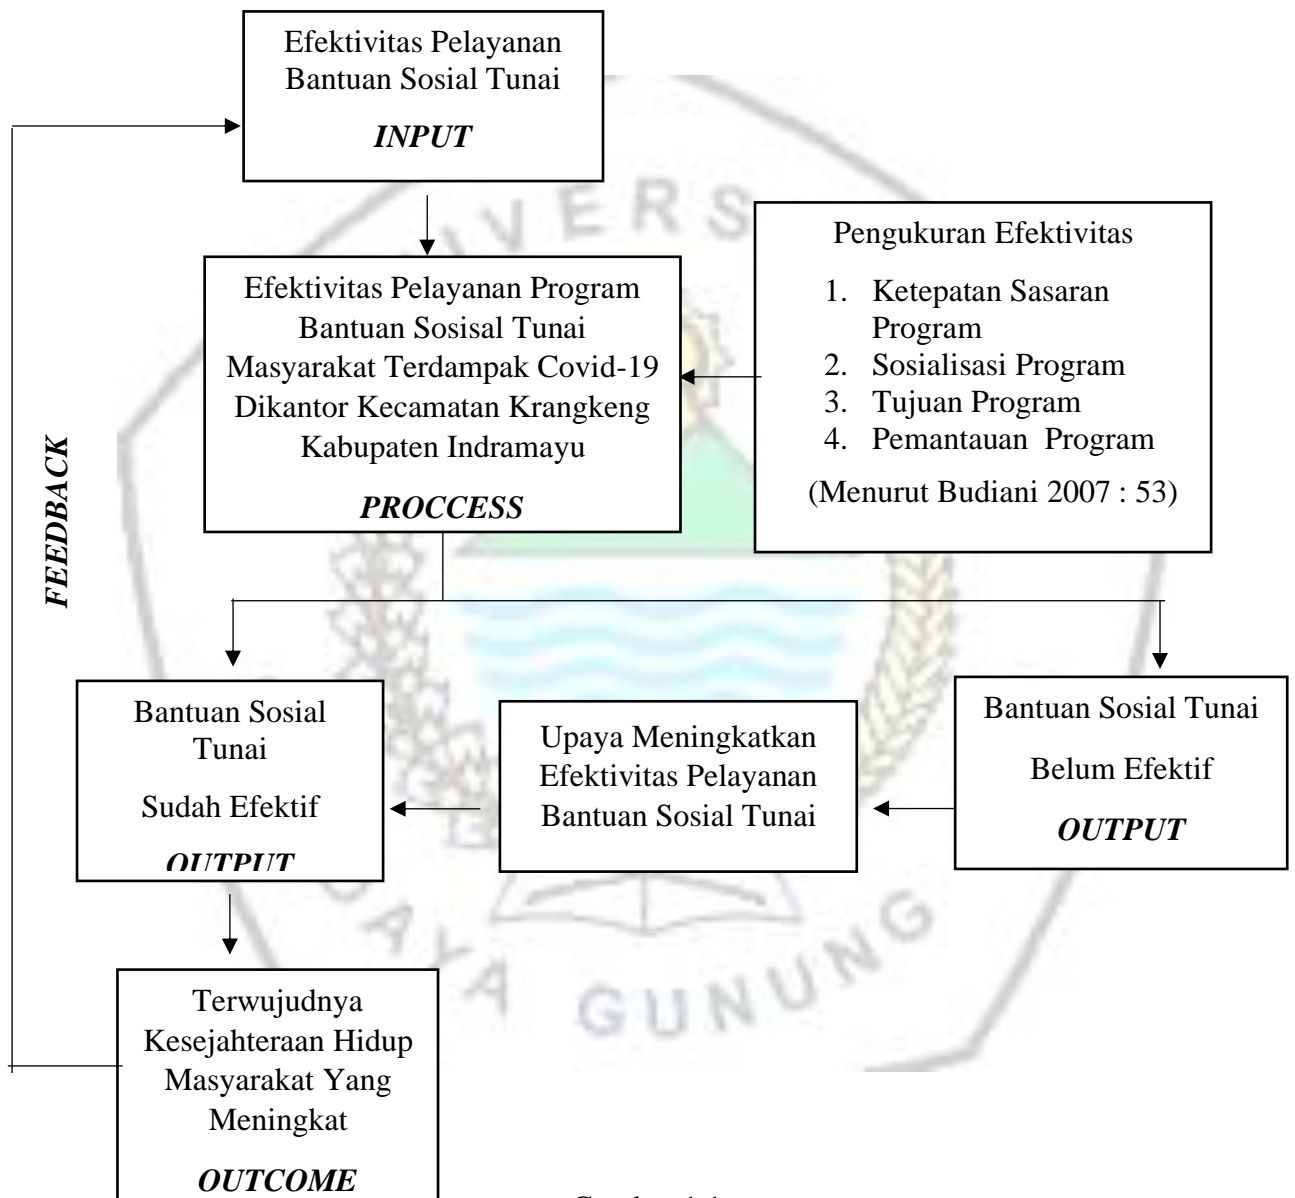 Efektivitas Pelayanan
Bantuan Sosial Tunai
INPUT
Efektivitas Pelayanan Program
Bantuan Sosisal Tunai
Masyarakat Terdampak Covid-19
Dikantor Kecamatan Krangkeng
Kabupaten Indramayu
PROCCESS
Pengukuran Efektivitas
1. Ketepatan Sasaran
Program
2. Sosialisasi Program
3. Tujuan Program
4. Pemantauan Program
(Menurut Budiani 2007 : 53)
FEEDBACK
Bantuan Sosial
Tunai
Sudah Efektif
OUTPUT
Upaya Meningkatkan
Efektivitas Pelayanan
Bantuan Sosial Tunai
Bantuan Sosial Tunai
Belum Efektif
OUTPUT
Terwujudnya
Kesejahteraan Hidup
Masyarakat Yang
Meningkat
OUTCOME
GUNUNG